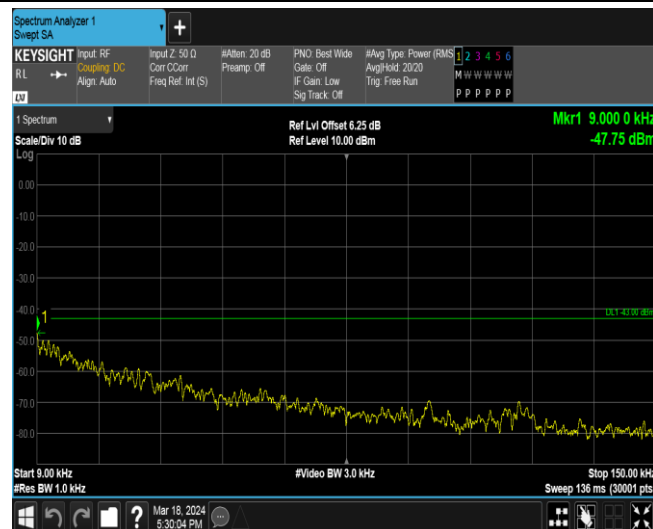 Spectrum Analyzer 1
Swept SA
+
KEYSIGHT
RL
LXI
Input: RF
Coupling: DC
Align: Auto
Input Z: 50 Ω
Corr CCorr
Freq Ref: Int (S)
#Atten: 20 dB
Preamp: Off
PNO: Best Wide
Gate: Off
IF Gain: Low
Sig Track: Off
#Avg Type: Power (RMS
Avg|Hold: 20/20
Trig: Free Run
1 2 3 4 5 6
M W W W W W
P P P P P P
1 Spectrum
Scale/Div 10 dB
Ref Lvl Offset 6.25 dB
Ref Level 10.00 dBm
Mkr1 9.000 0 kHz
-47.75 dBm
Log
0.00
-10.0
-20.0
-30.0
-40.0
1
DL1 -43.00 dBm
-50.0
-60.0
-70.0
-80.0
Start 9.00 kHz
#Res BW 1.0 kHz
#Video BW 3.0 kHz
Stop 150.00 kHz
Sweep 136 ms (30001 pts
?
Mar 18, 2024
5:30:04 PM